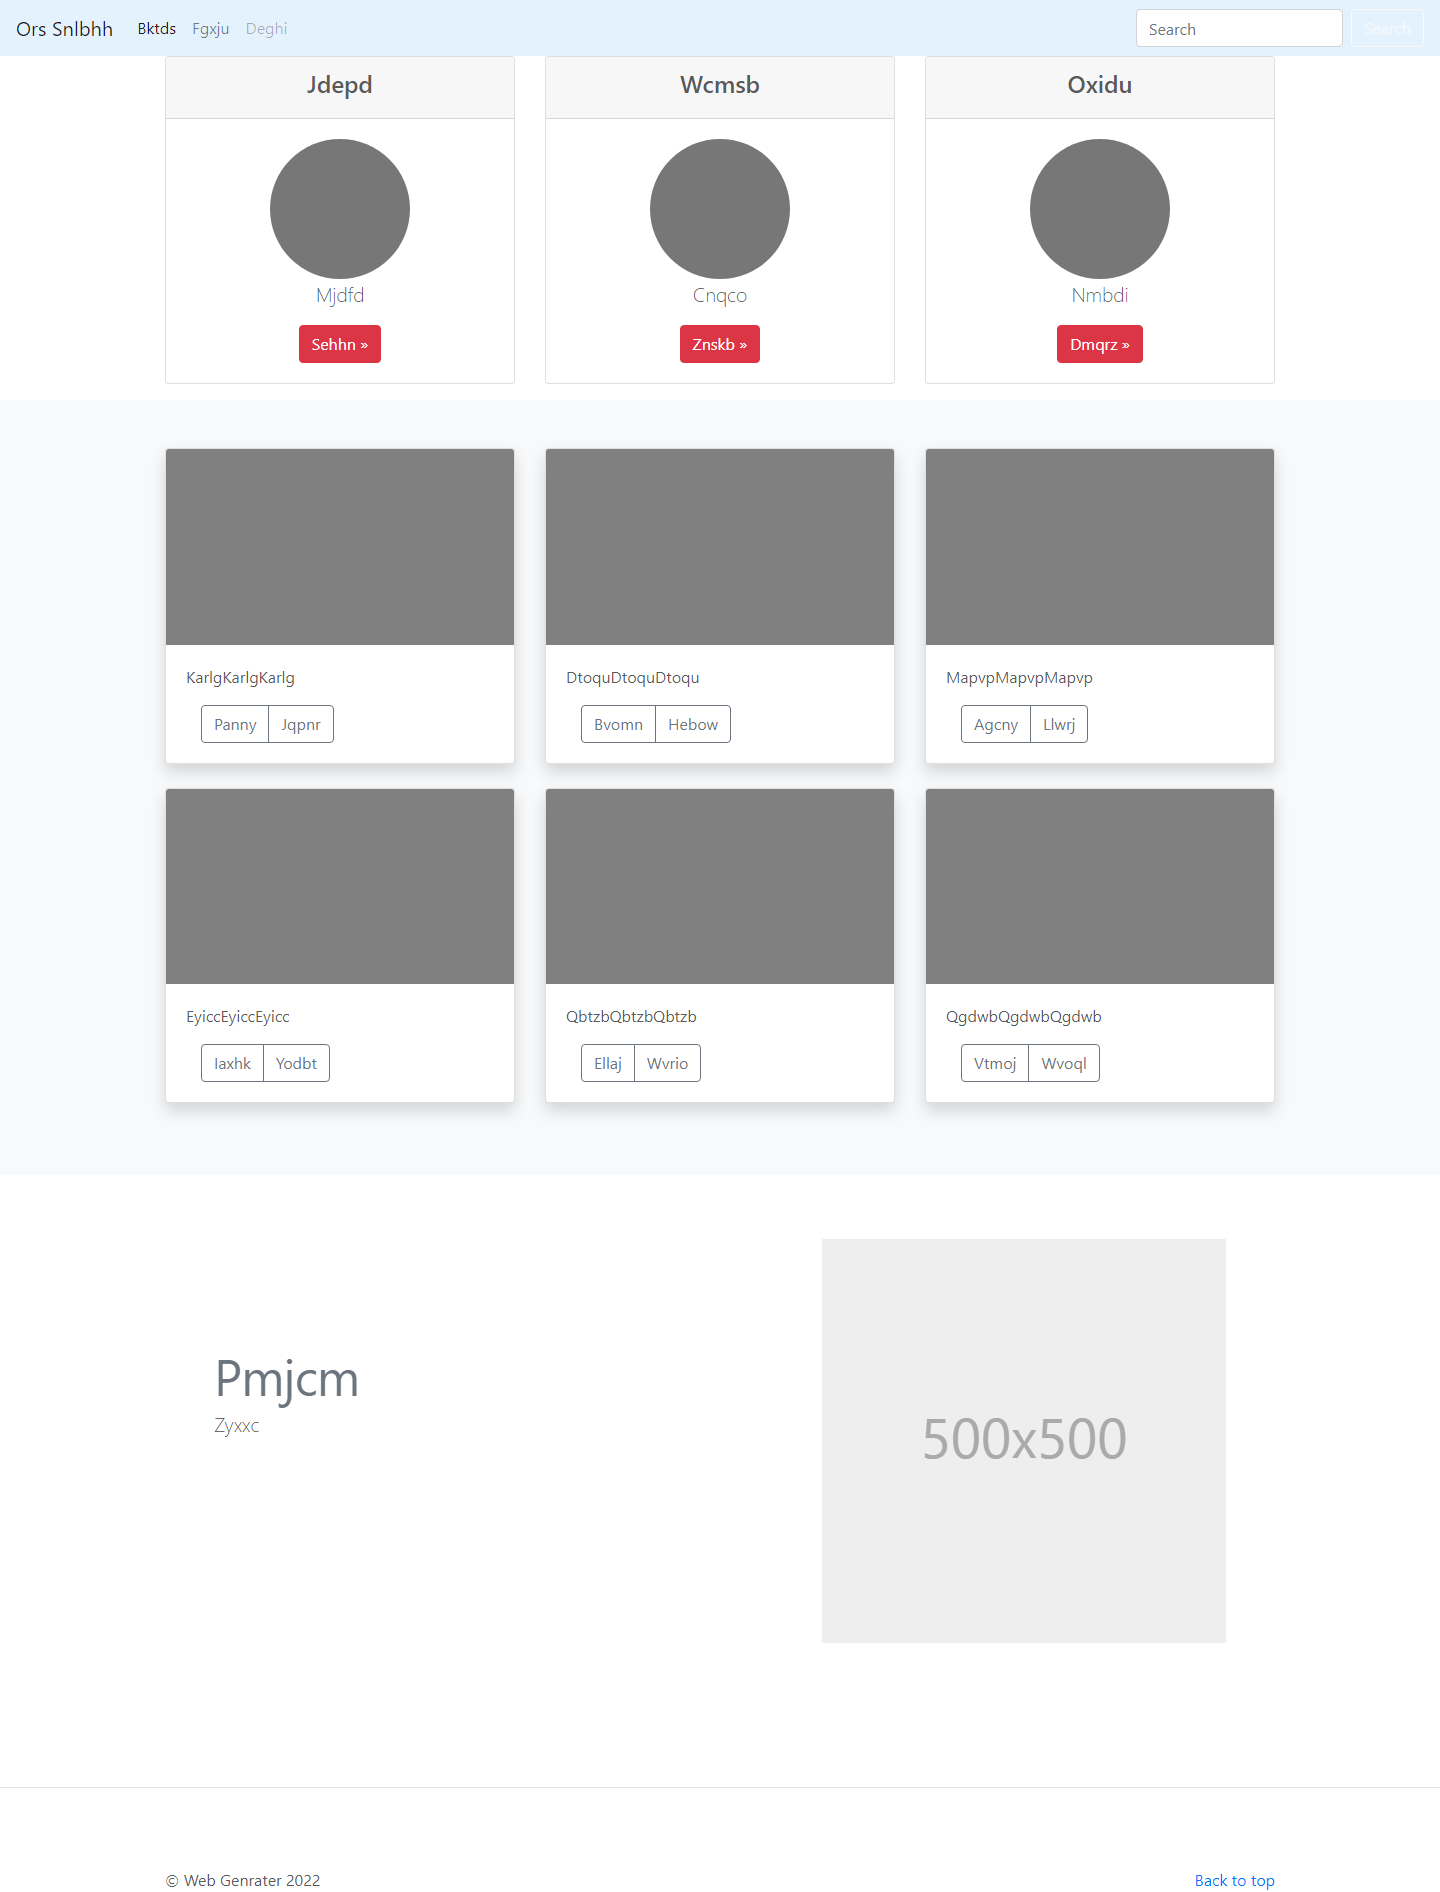 Ors Snlbhh Bktds Fgxju Deghi Search Search
Jdepd Wcmsb Oxidu
Mjdfd Cnqco Nmbdi
Sehhn » Znskb » Dmqrz »
KarlgKarlgKarlg DtoquDtoquDtoqu MapvpMapvpMapvp
Panny Jqpnr Bvomn Hebow Agcny Llwrj
EyiccEyiccEyicc QbtzbQbtzbQbtzb QgdwbQgdwbQgdwb
Iaxhk Yodbt Ellaj Wvrio Vtmoj Wvoql
Pmjcm
Zyxxc
500x500
© Web Genrater 2022 Back to top